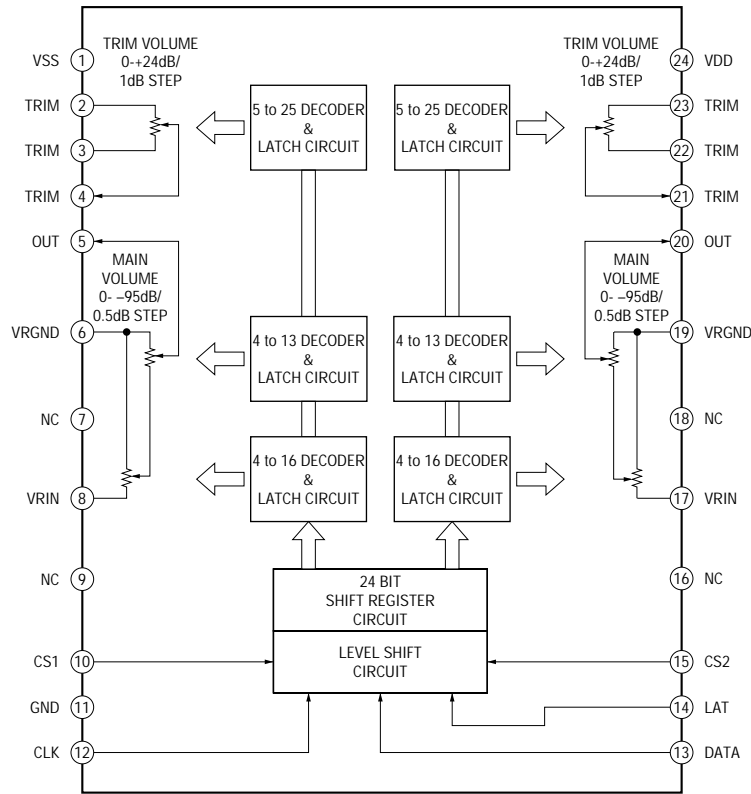 TRIM VOLUME
0-+24dB/
1dB STEP
TRIM VOLUME
0-+24dB/
1dB STEP
VSS 1
24 VDD
TRIM 2
5 to 25 DECODER
&
LATCH CIRCUIT
5 to 25 DECODER
&
LATCH CIRCUIT
23 TRIM
TRIM 3
22 TRIM
TRIM 4
21 TRIM
OUT 5
20 OUT
MAIN
VOLUME
0- –95dB/
0.5dB STEP
MAIN
VOLUME
0- –95dB/
0.5dB STEP
VRGND 6
4 to 13 DECODER
&
LATCH CIRCUIT
4 to 13 DECODER
&
LATCH CIRCUIT
19 VRGND
NC 7
18 NC
4 to 16 DECODER
&
LATCH CIRCUIT
4 to 16 DECODER
&
LATCH CIRCUIT
VRIN 8
17 VRIN
NC 9
24 BIT
SHIFT REGISTER
CIRCUIT
16 NC
CS1 10
LEVEL SHIFT
CIRCUIT
15 CS2
GND 11
14 LAT
CLK 12
13 DATA